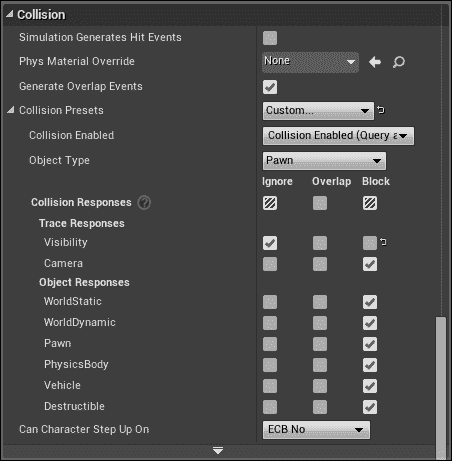 Collision
Simulation Generates Hit Events
Phys Material Override None
Generate Overlap Events
Collision Presets Custom...
Collision Enabled Collision Enabled (Query a
Object Type Pawn
Ignore Overlap Block
Collision Responses ?
Trace Responses
Visibility
Camera
Object Responses
WorldStatic
WorldDynamic
Pawn
PhysicsBody
Vehicle
Destructible
Can Character Step Up On ECB No